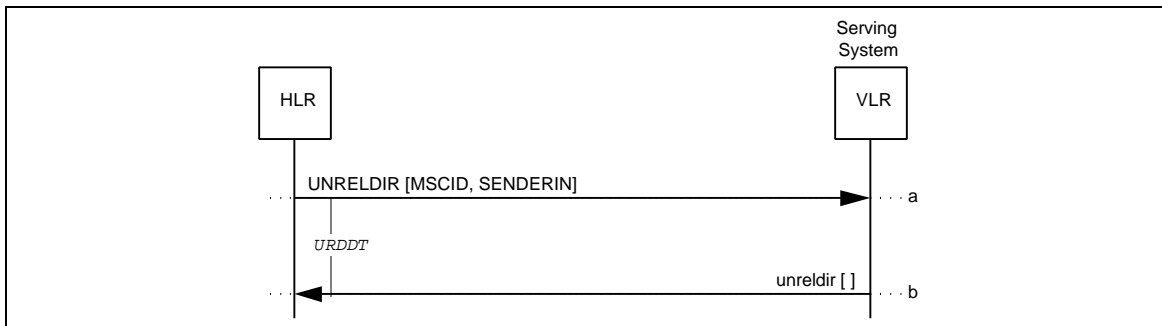 Serving
System
HLR
VLR
UNRELDIR [MSCID, SENDERIN]
a
URDDT
unreldir [ ]
b